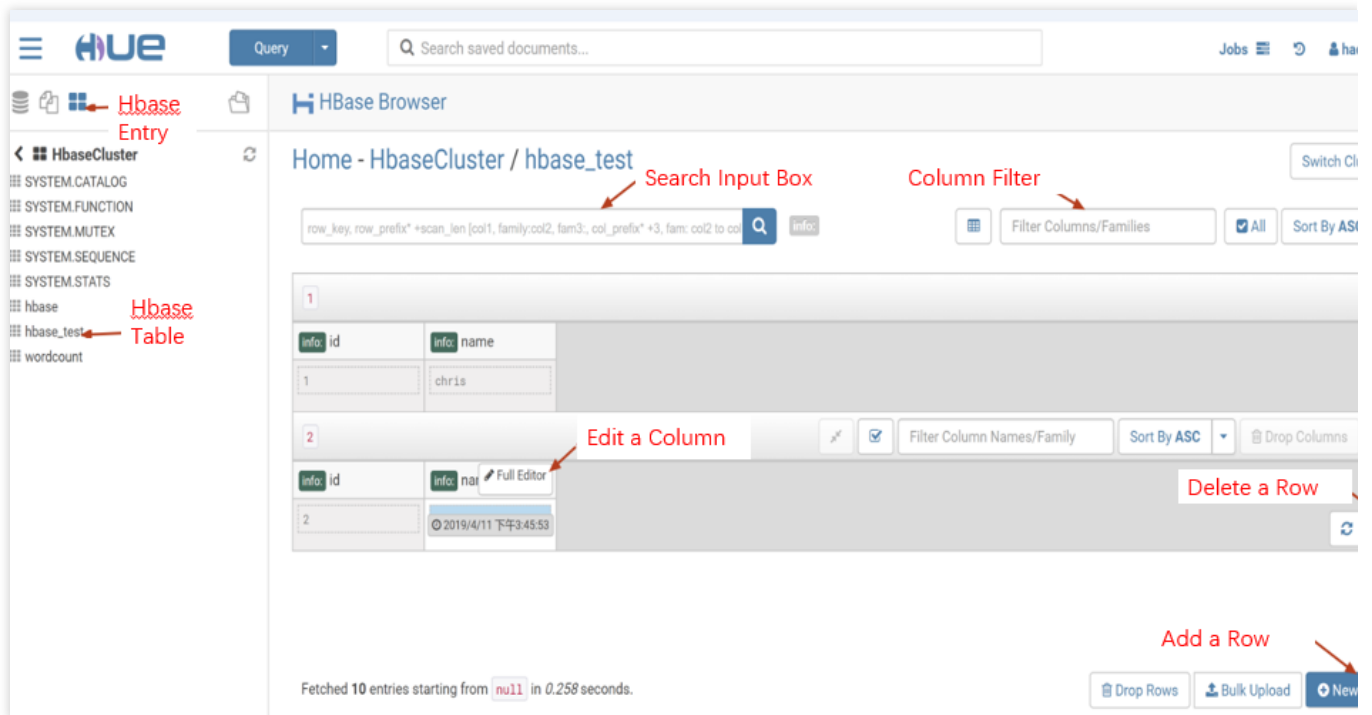 HUE
Query
Search saved documents...
Jobs
Hbase
Entry
HBase Browser
HbaseCluster
SYSTEM.CATALOG
SYSTEM.FUNCTION
SYSTEM.MUTEX
SYSTEM.SEQUENCE
SYSTEM.STATS
hbase
hbase_test
wordcount
Hbase
Table
Home - HbaseCluster / hbase_test
Switch
Search Input Box
Column Filter
row_key, row_prefix* +scan_len [col1, family:col2, fam3:, col_prefix* +3, fam: col2 to col
info:
Filter Columns/Families
All
Sort By ASC
1
info: id
info: name
1
chris
2
Edit a Column
Filter Column Names/Family
Sort By ASC
Drop Columns
info: id
info:
Full Editor
2
2019/4/11 下午3:45:53
Delete a Row
Add a Row
Fetched 10 entries starting from null in 0.258 seconds.
Drop Rows
Bulk Upload
New